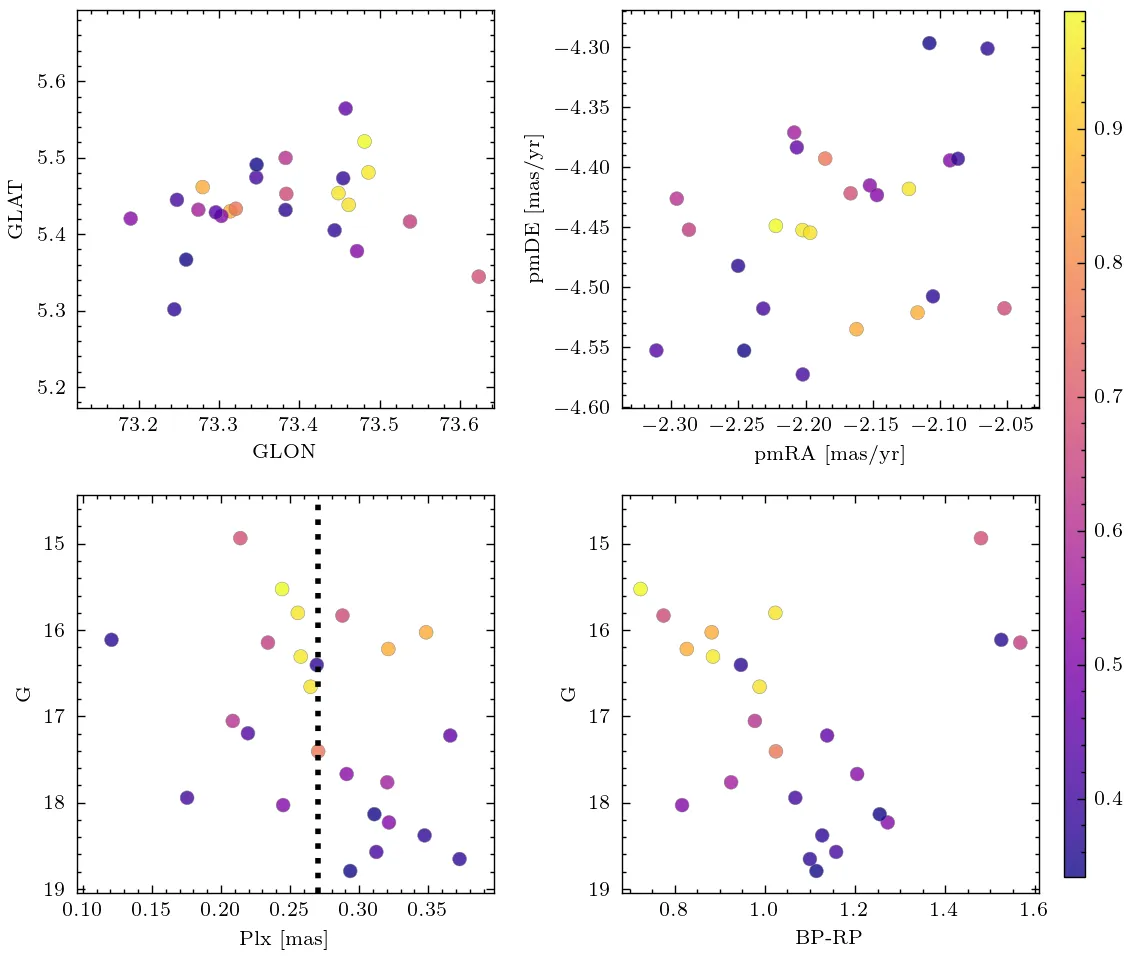 5.6
5.5
5.4
5.3
5.2
GLAT
73.2 73.3 73.4 73.5 73.6
GLON
−4.30
−4.35
−4.40
−4.45
−4.50
−4.55
−4.60
pmDE [mas/yr]
−2.30 −2.25 −2.20 −2.15 −2.10 −2.05
pmRA [mas/yr]
15
16
17
18
19
G
0.10 0.15 0.20 0.25 0.30 0.35
Plx [mas]
15
16
17
18
19
G
0.8 1.0 1.2 1.4 1.6
BP-RP
0.9
0.8
0.7
0.6
0.5
0.4